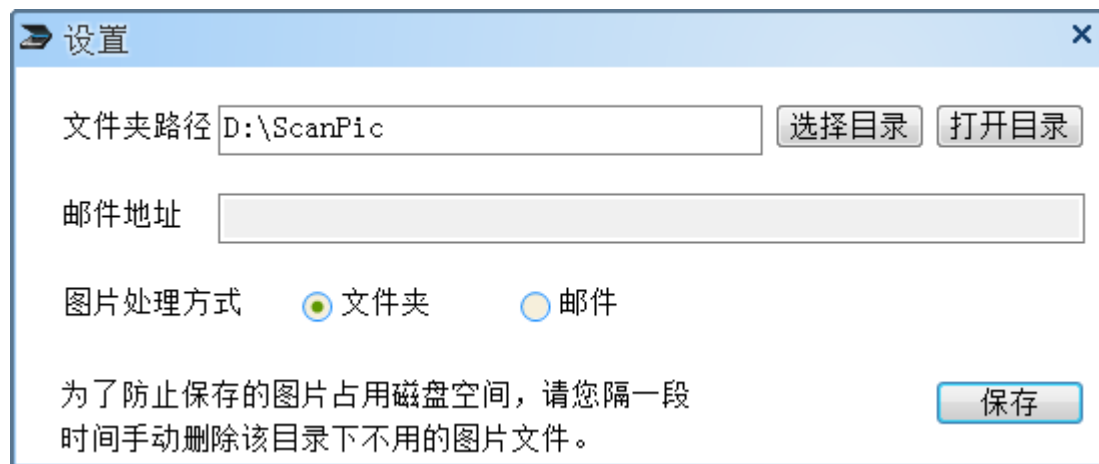 设置
文件夹路径 D:\ScanPic 选择目录 打开目录
邮件地址
图片处理方式 文件夹 邮件
为了防止保存的图片占用磁盘空间，请您隔一段
时间手动删除该目录下不用的图片文件。
保存